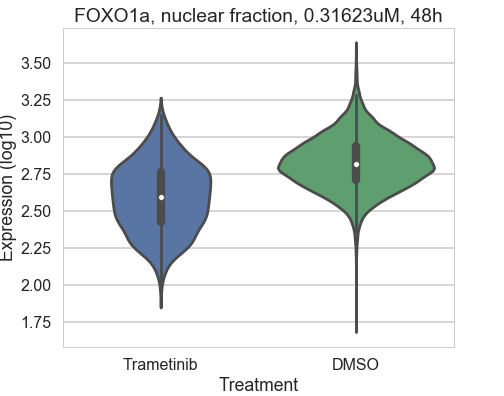 FOXO1a, nuclear fraction, 0.31623uM, 48h
Expression (log10)
3.50
3.25
3.00
2.75
2.50
2.25
2.00
1.75
Trametinib
DMSO
Treatment